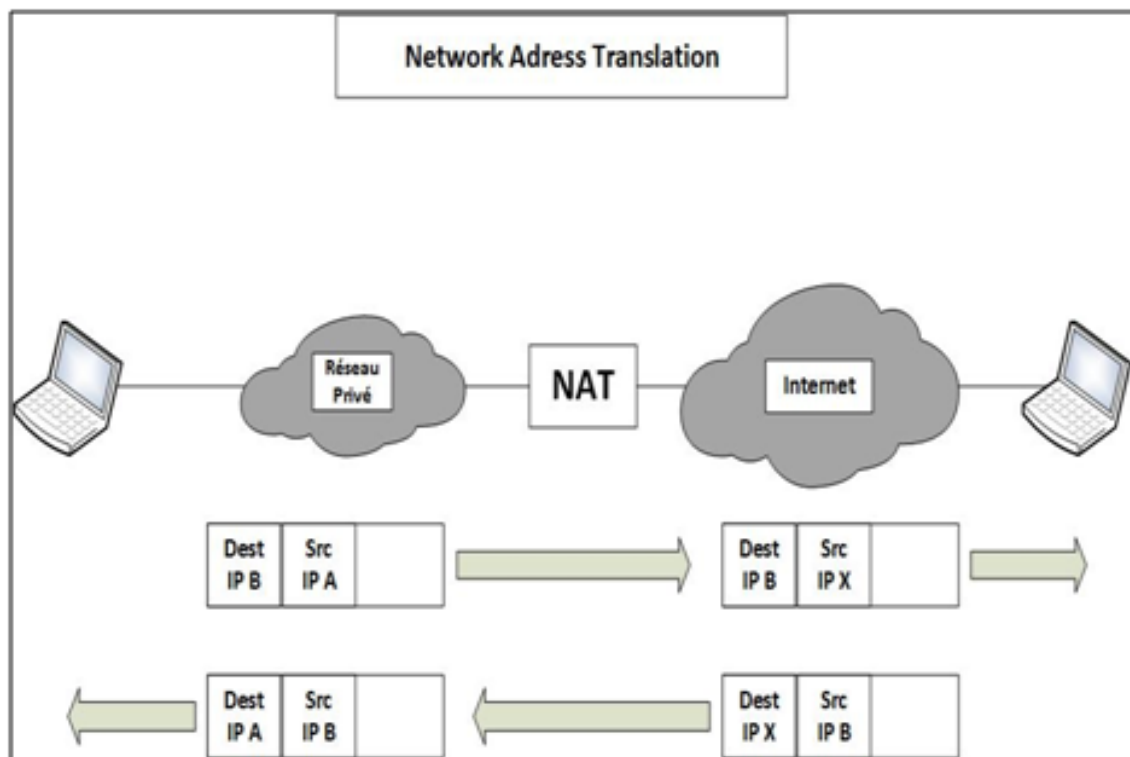 Network Adress Translation
Réseau
Privé
NAT
Internet
Dest
IP B
Src
IP A
Dest
IP B
Src
IP X
Dest
IP A
Src
IP B
Dest
IP X
Src
IP B